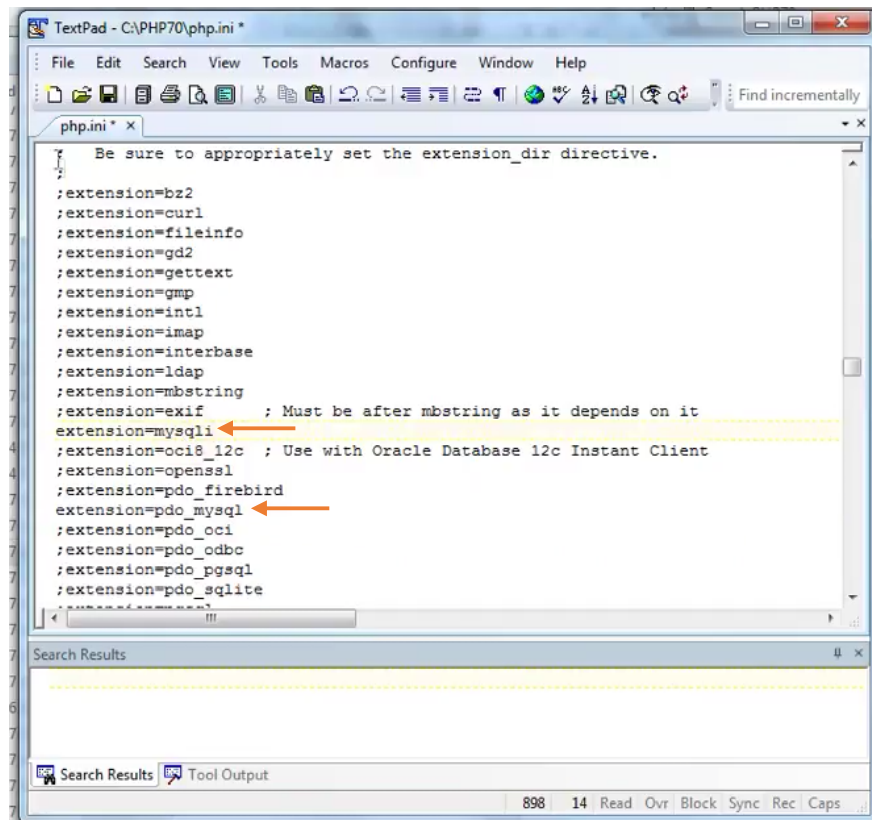 TextPad - C:\PHP70\php.ini *
File Edit Search View Tools Macros Configure Window Help
Find incrementally
php.ini *
; Be sure to appropriately set the extension_dir directive.
;
;extension=bz2
;extension=curl
;extension=fileinfo
;extension=gd2
;extension=gettext
;extension=gmp
;extension=intl
;extension=imap
;extension=interbase
;extension=ldap
;extension=mbstring
;extension=exif ; Must be after mbstring as it depends on it
extension=mysqli
;extension=oci8_12c ; Use with Oracle Database 12c Instant Client
;extension=openssl
;extension=pdo_firebird
extension=pdo_mysql
;extension=pdo_oci
;extension=pdo_odbc
;extension=pdo_pgsql
;extension=pdo_sqlite
Search Results
Search Results Tool Output
898 14 Read Ovr Block Sync Rec Caps